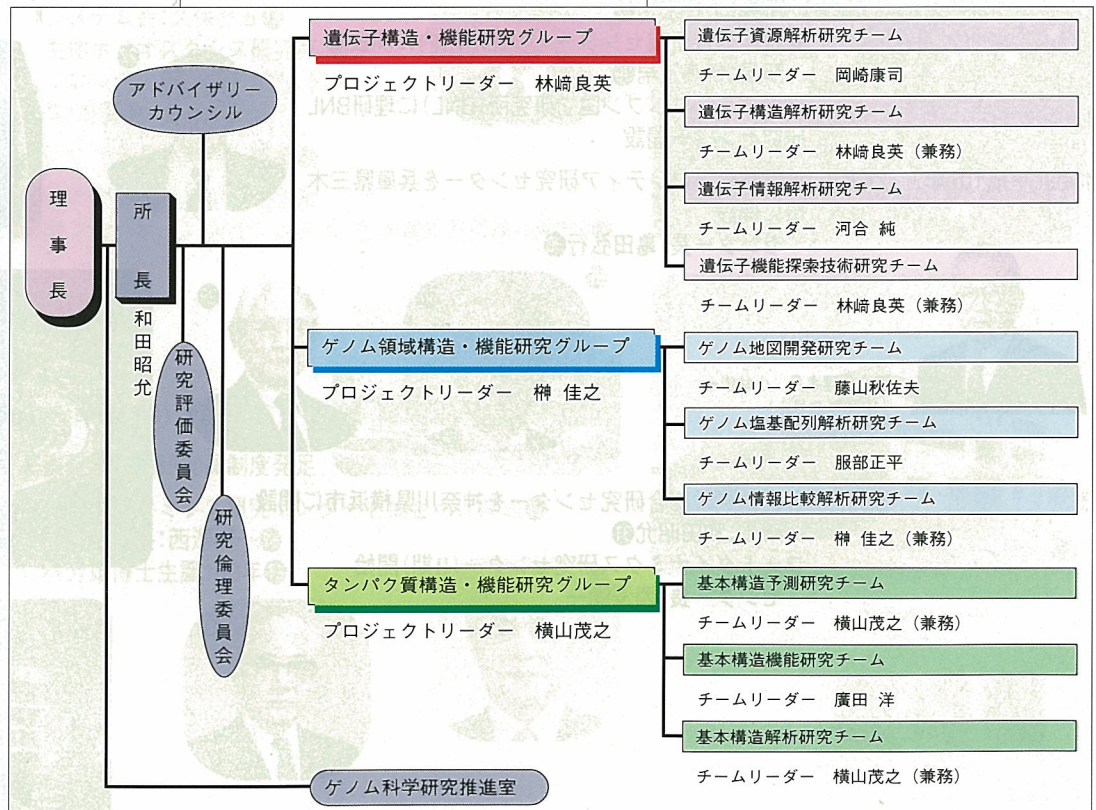 理事長
所長
和田昭允
アドバイザリー
カウンシル
研究評価委員会
研究倫理委員会
遺伝子構造・機能研究グループ
プロジェクトリーダー 林﨑良英
遺伝子資源解析研究チーム
チームリーダー 岡崎康司
遺伝子構造解析研究チーム
チームリーダー 林﨑良英（兼務）
遺伝子情報解析研究チーム
チームリーダー 河合 純
遺伝子機能探索技術研究チーム
チームリーダー 林﨑良英（兼務）
ゲノム領域構造・機能研究グループ
プロジェクトリーダー 榊 佳之
ゲノム地図開発研究チーム
チームリーダー 藤山秋佐夫
ゲノム塩基配列解析研究チーム
チームリーダー 服部正平
ゲノム情報比較解析研究チーム
チームリーダー 榊 佳之（兼務）
タンパク質構造・機能研究グループ
プロジェクトリーダー 横山茂之
基本構造予測研究チーム
チームリーダー 横山茂之（兼務）
基本構造機能研究チーム
チームリーダー 廣田 洋
基本構造解析研究チーム
チームリーダー 横山茂之（兼務）
ゲノム科学研究推進室